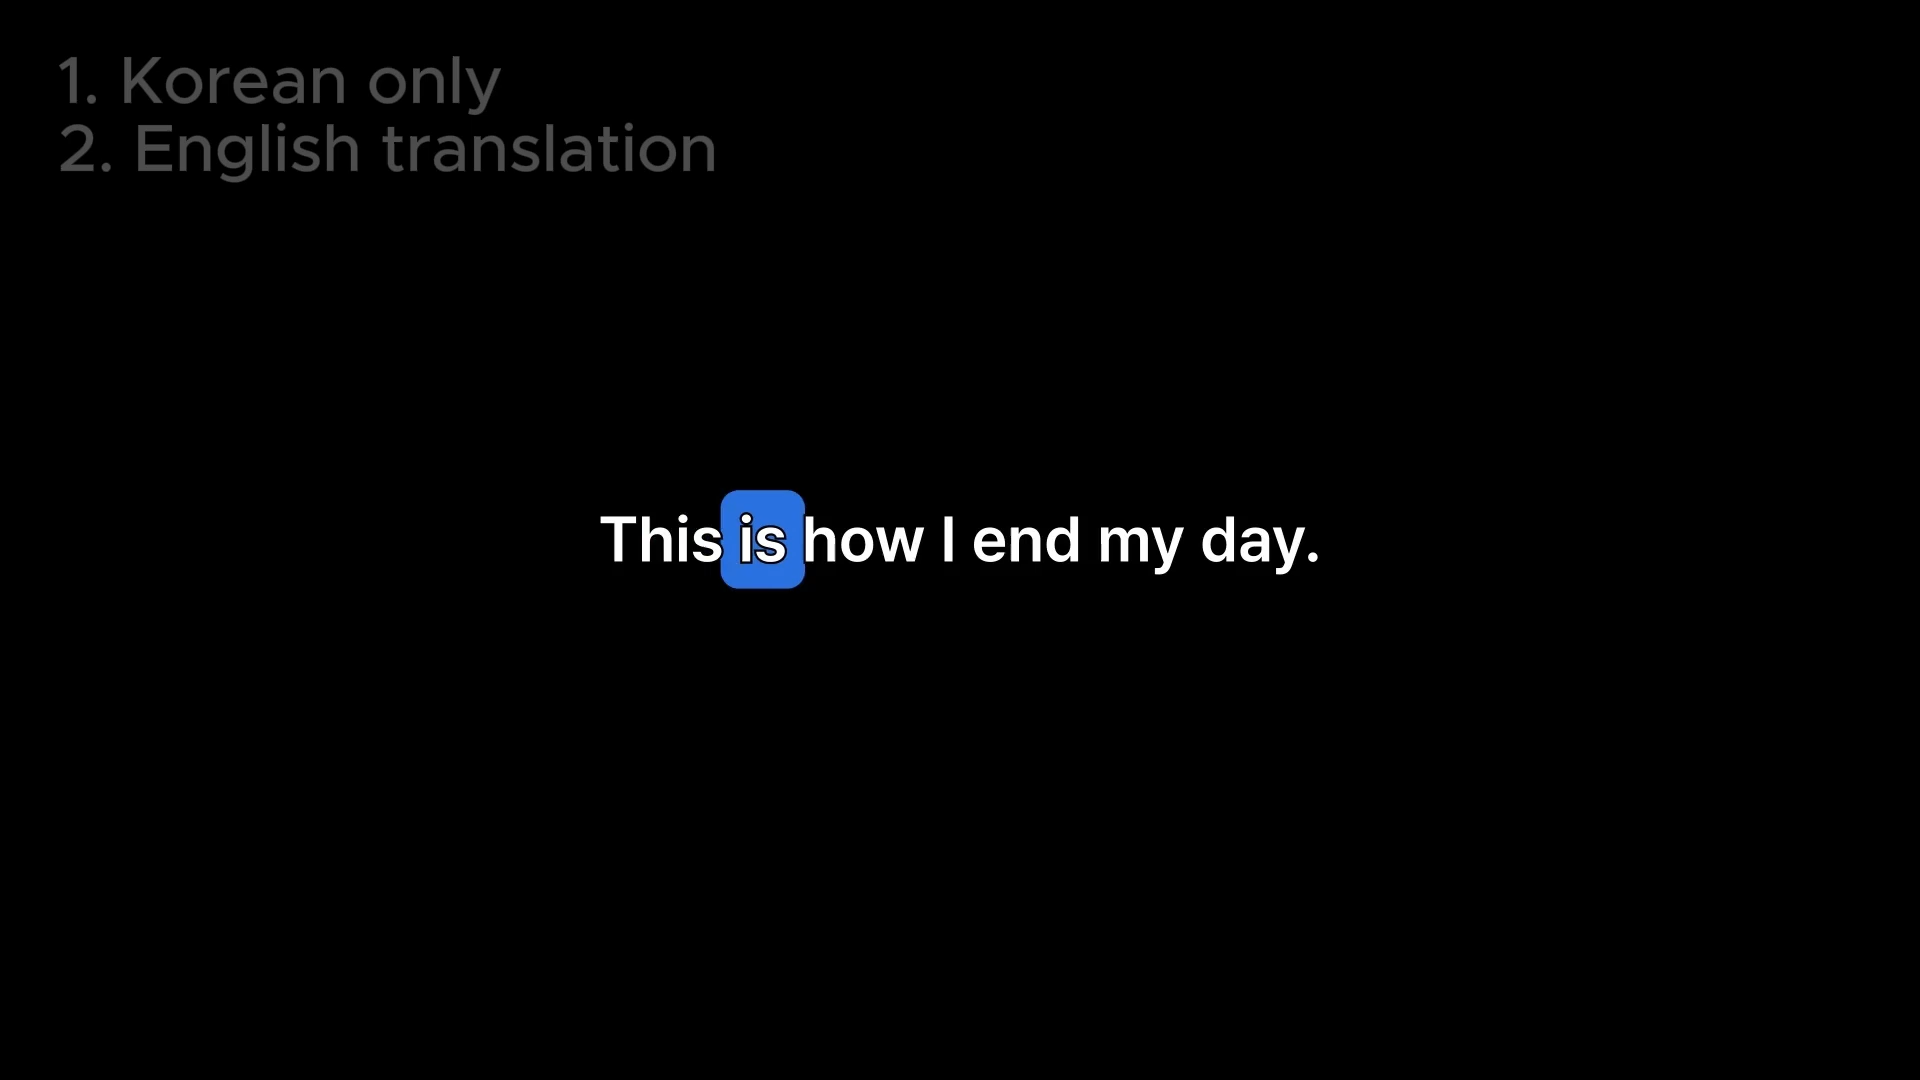 1. Korean only
2. English translation
This is how I end my day.